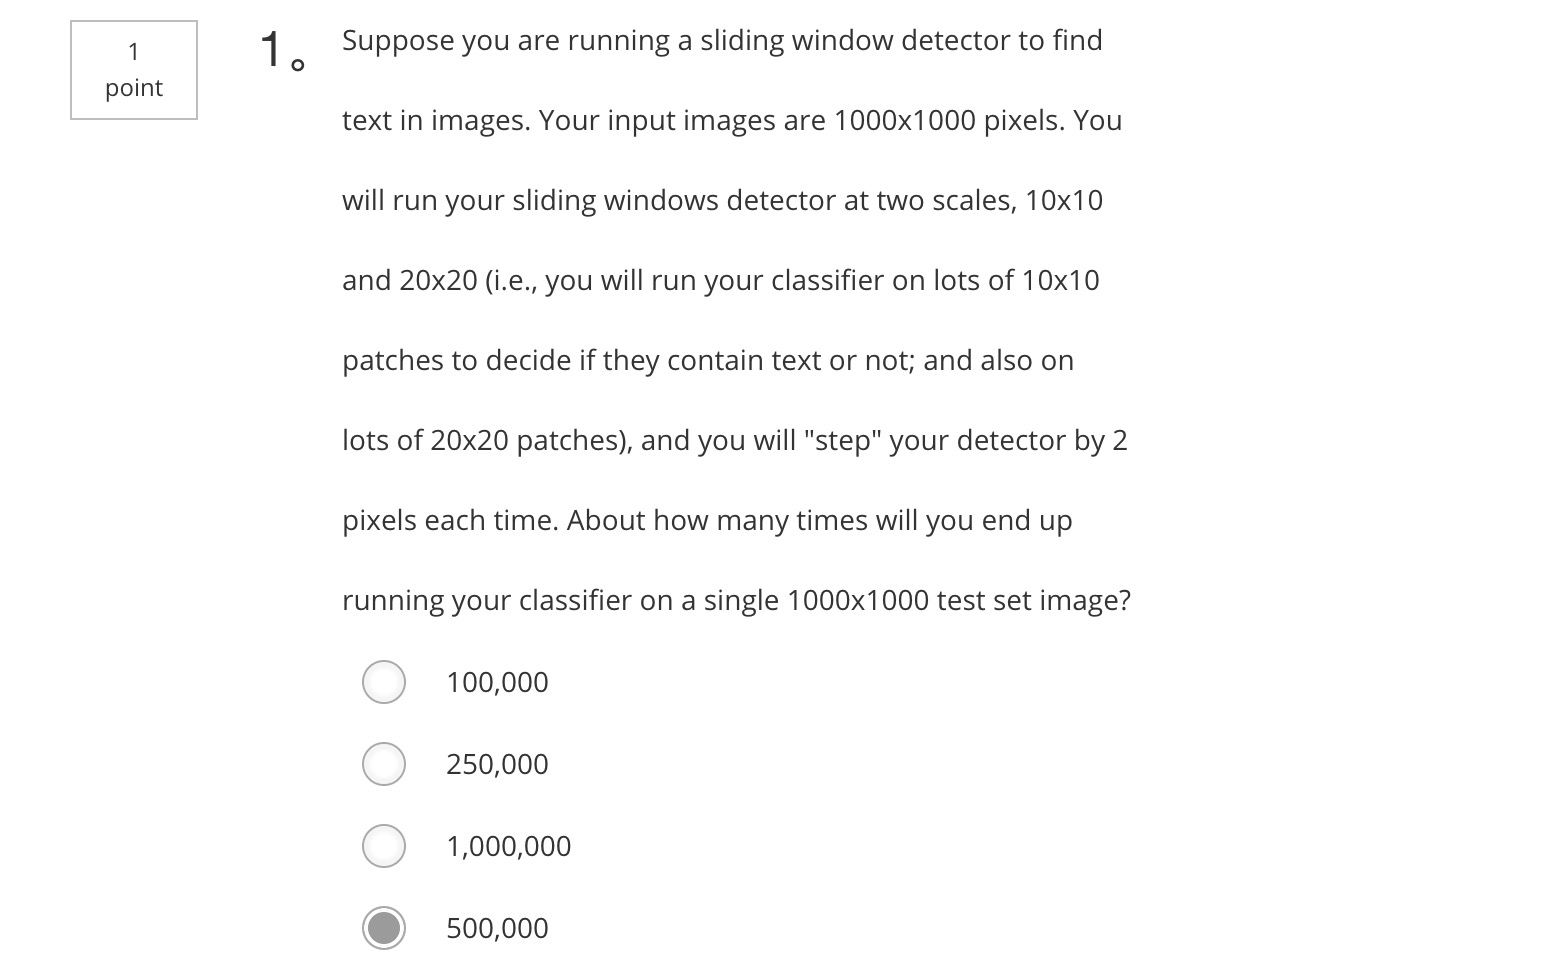 1
point
1。
Suppose you are running a sliding window detector to find
text in images. Your input images are 1000x1000 pixels. You
will run your sliding windows detector at two scales, 10x10
and 20x20 (i.e., you will run your classifier on lots of 10x10
patches to decide if they contain text or not; and also on
lots of 20x20 patches), and you will "step" your detector by 2
pixels each time. About how many times will you end up
running your classifier on a single 1000x1000 test set image?
100,000
250,000
1,000,000
500,000